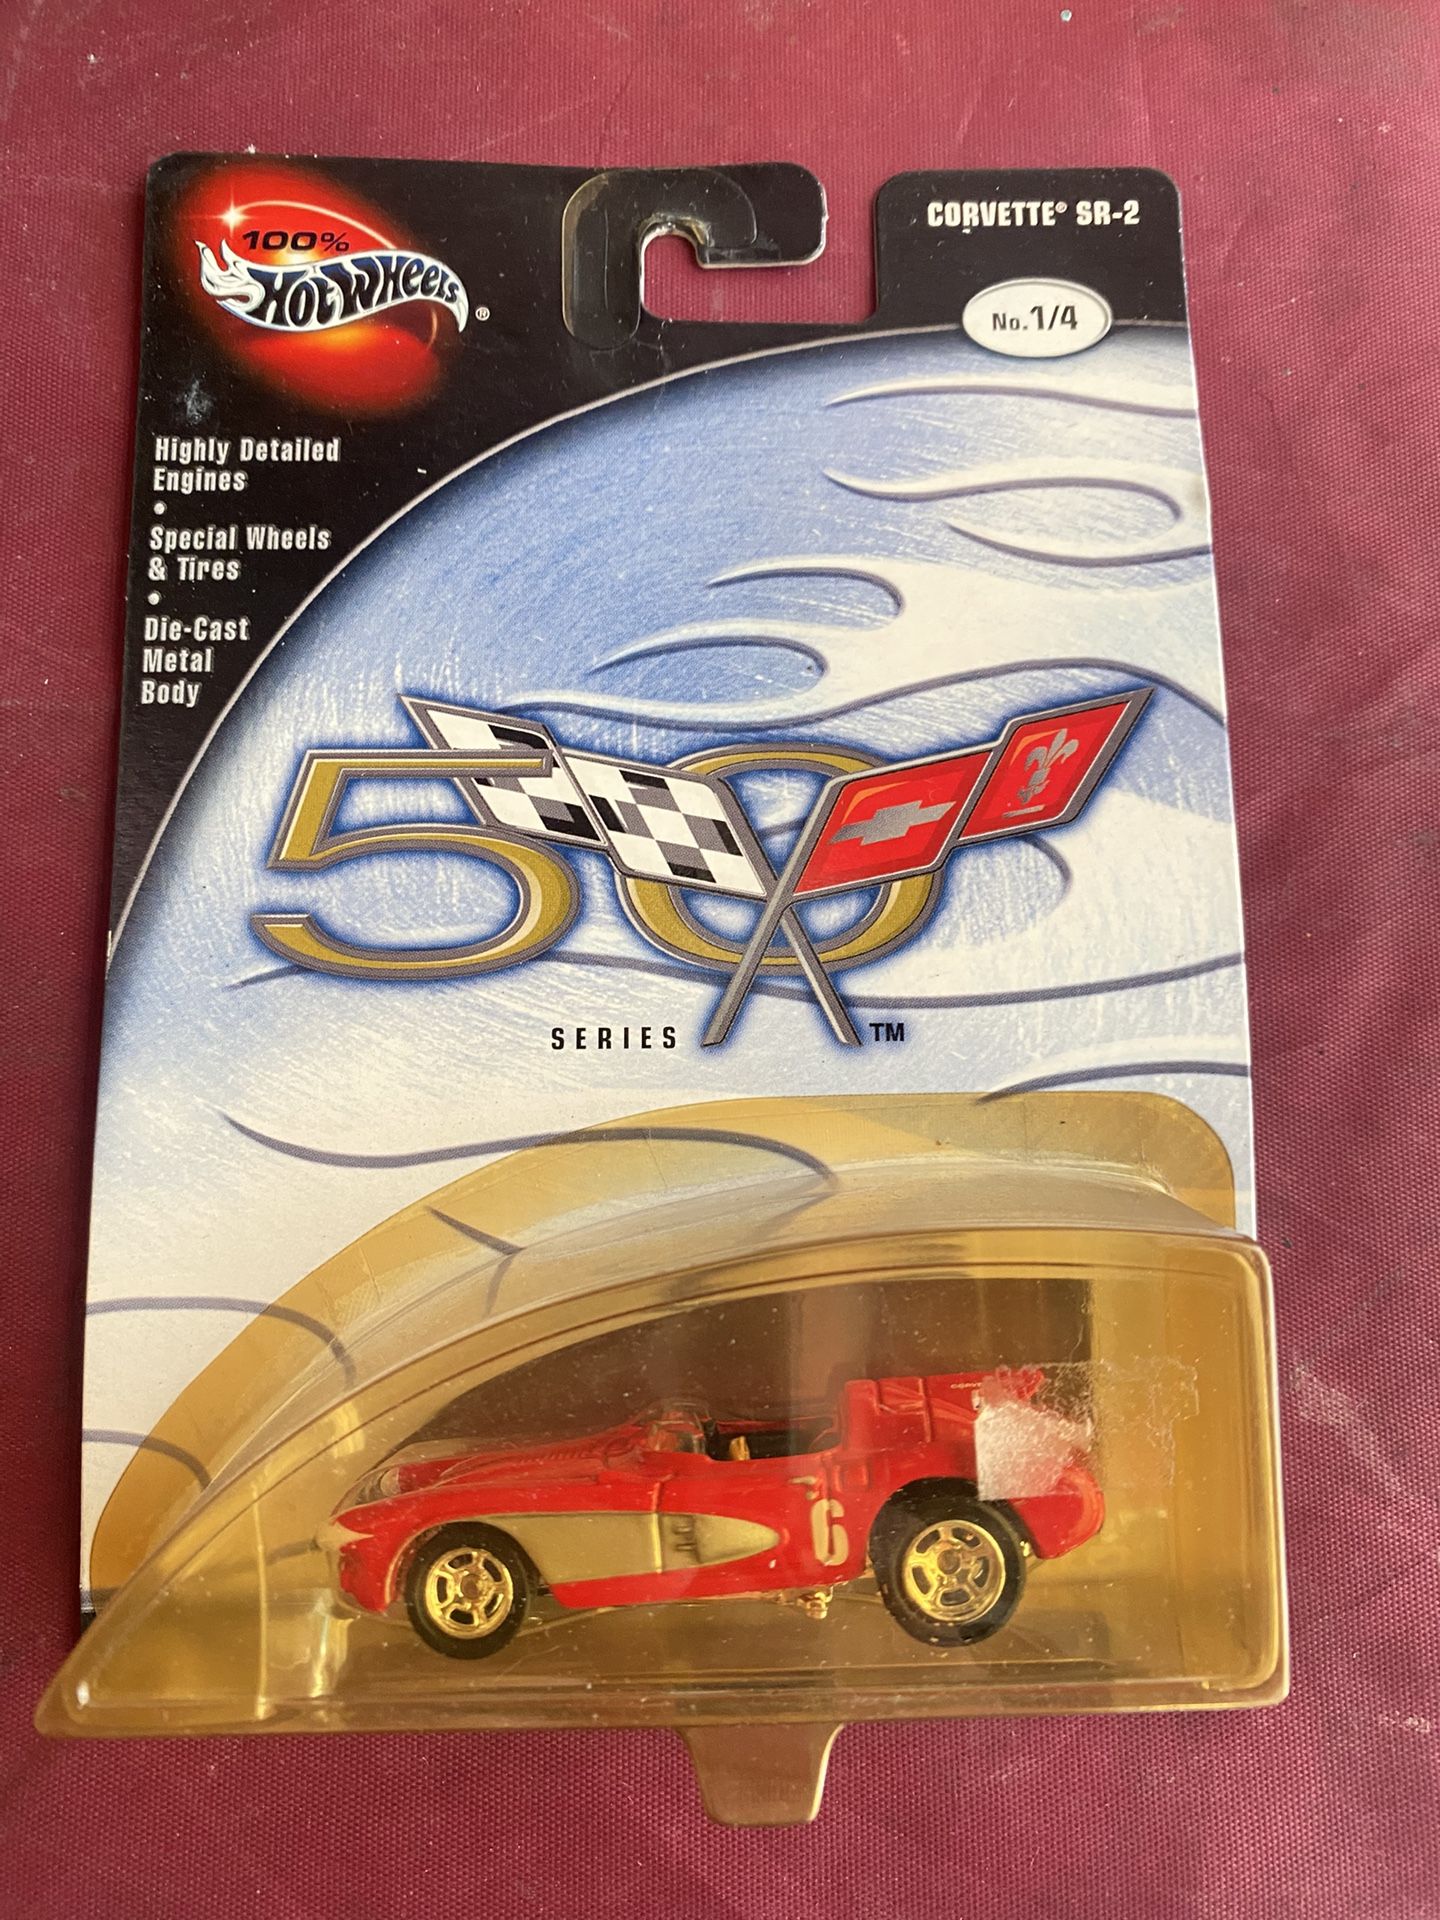 100%
Hot Wheels®
CORVETTE® SR-2
No.1/4
Highly Detailed
Engines
•
Special Wheels
& Tires
•
Die-Cast
Metal
Body
50
SERIES
TM
6